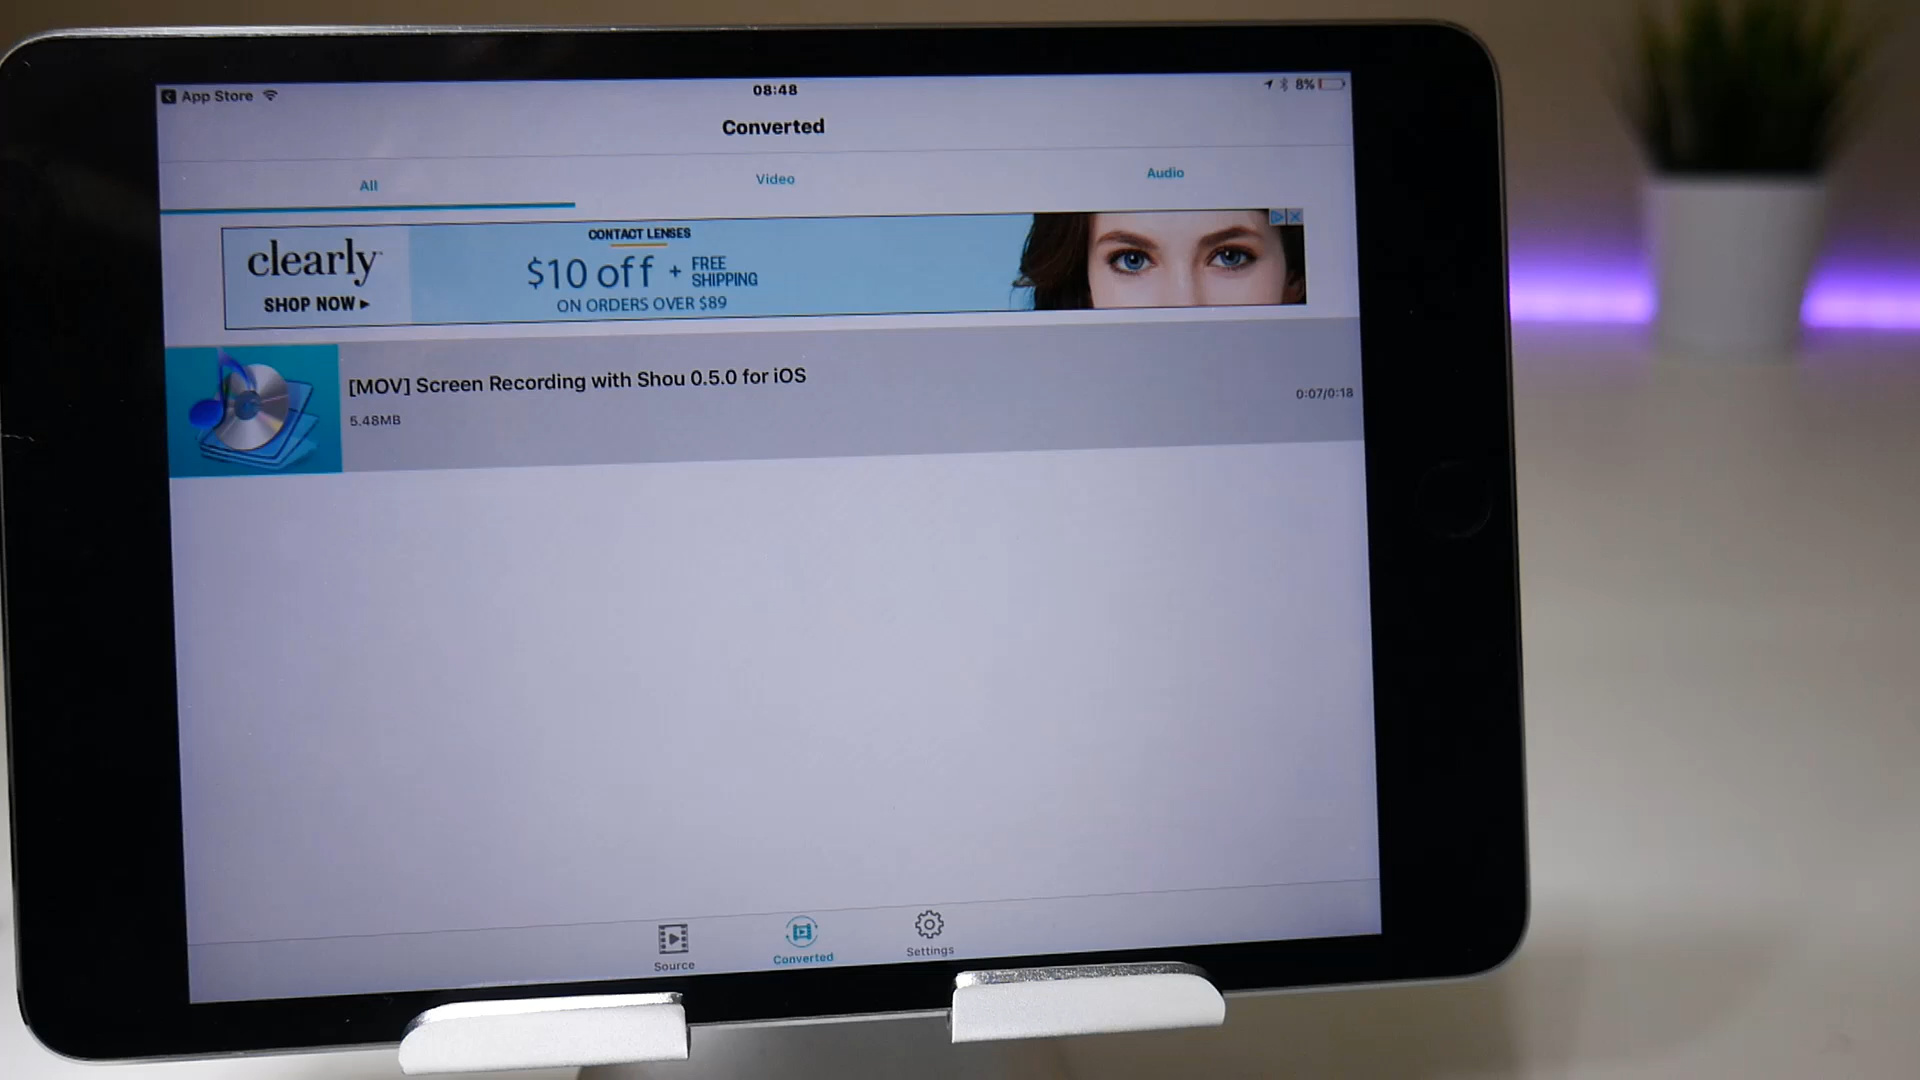 App Store
08:48
8%
Converted
All
Video
Audio
clearly
SHOP NOW
CONTACT LENSES
$10 off + FREE SHIPPING
ON ORDERS OVER $89
[MOV] Screen Recording with Shou 0.5.0 for iOS
5.48MB
0:07/0:18
Source
Converted
Settings